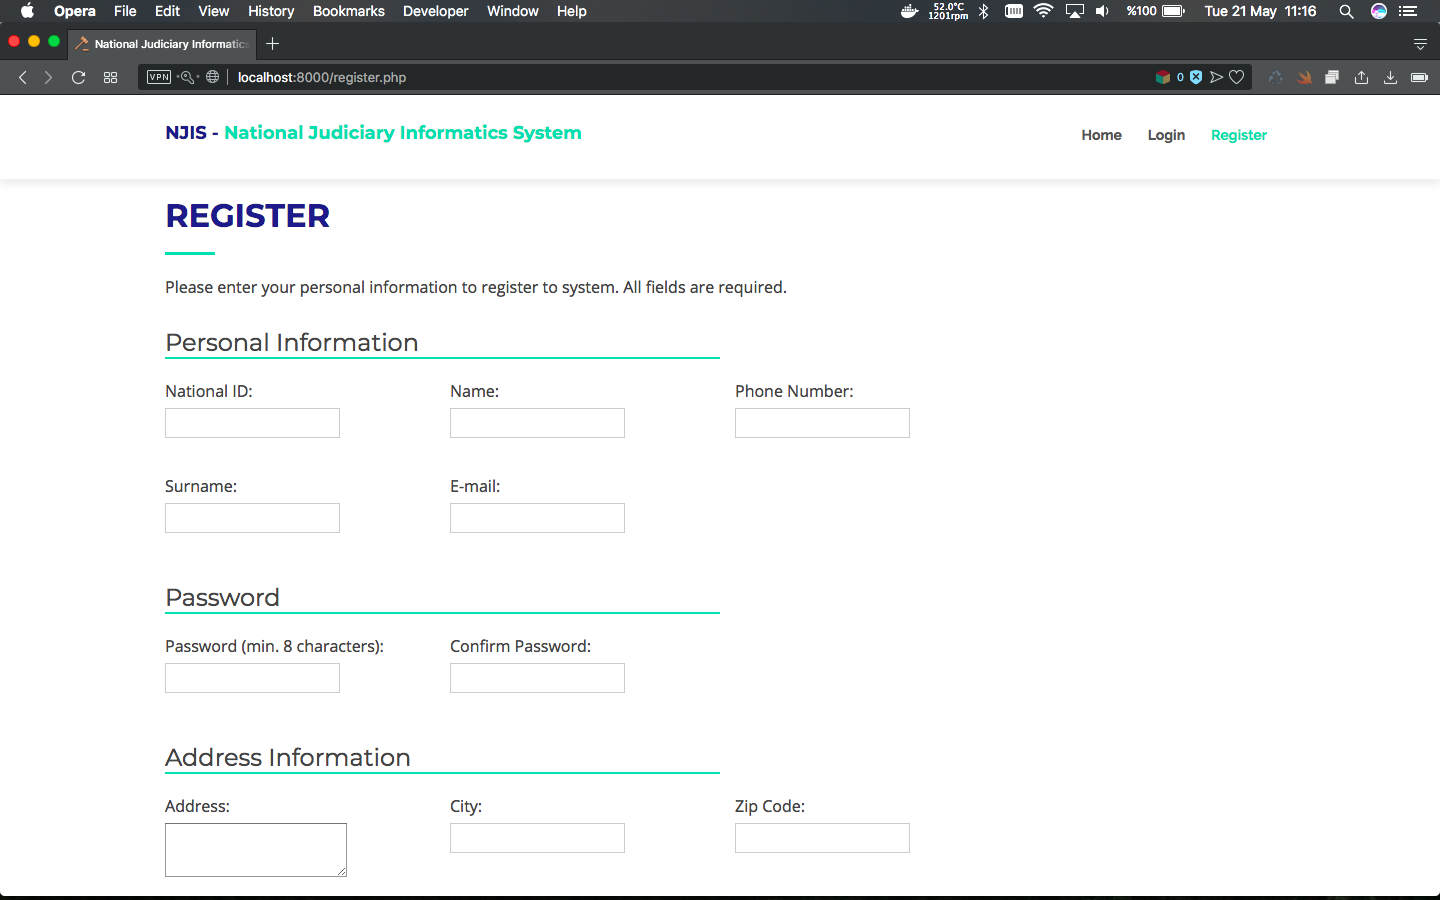 Opera File Edit View History Bookmarks Developer Window Help 52.0°C 1201rpm %100 Tue 21 May 11:16
National Judiciary Informatics
VPN localhost:8000/register.php 0
NJIS - National Judiciary Informatics System Home Login Register
REGISTER
Please enter your personal information to register to system. All fields are required.
Personal Information
National ID: Name: Phone Number:
Surname: E-mail:
Password
Password (min. 8 characters): Confirm Password:
Address Information
Address: City: Zip Code: